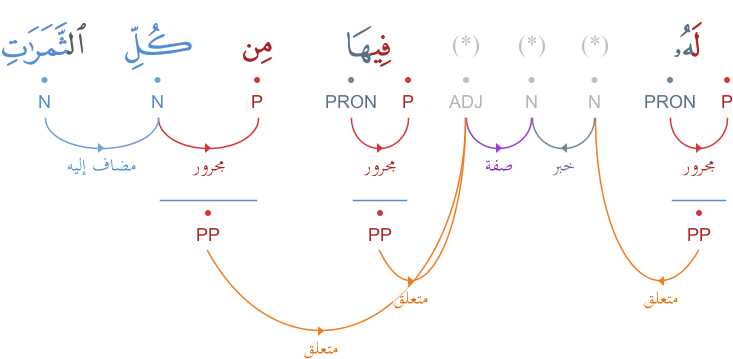 لَهُۥ (*) (*) (*) فِيهَا مِن كُلِّ ٱلثَّمَرَٰتِ
P PRON N N ADJ P PRON P N N
مجرور خبر صفة مجرور مجرور مضاف إليه
PP PP PP
متعلق متعلق
متعلق